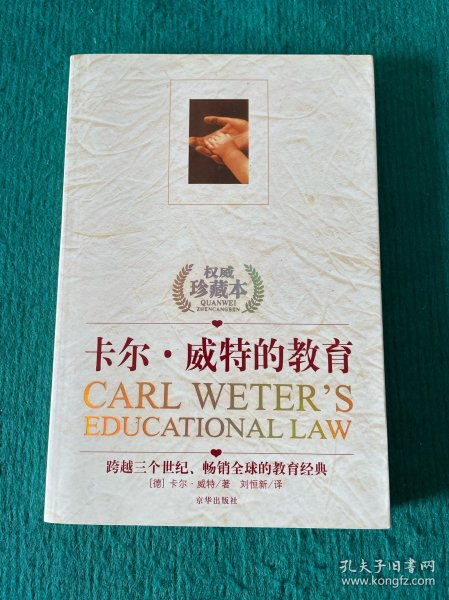 权威
珍藏本
QUANWEI
ZHENCANGBEN
卡尔·威特的教育
CARL WETER'S
EDUCATIONAL LAW
跨越三个世纪、畅销全球的教育经典
[德] 卡尔·威特/著 刘恒新/译
京华出版社
孔夫子旧书网
www.kongfz.com